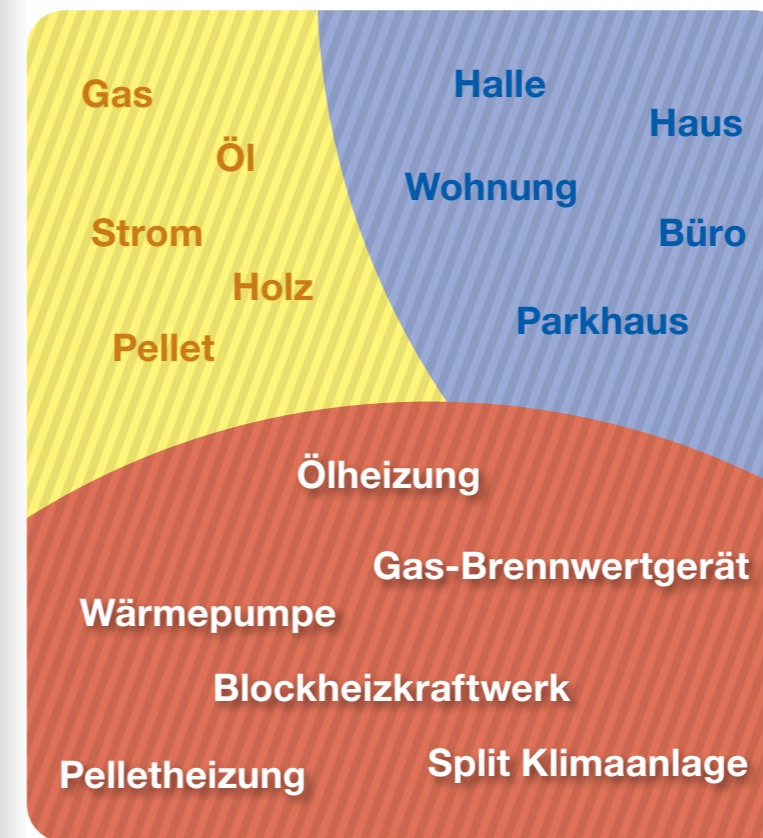 Gas
Öl
Strom
Holz
Pellet
Halle
Haus
Wohnung
Büro
Parkhaus
Ölheizung
Gas-Brennwertgerät
Wärmepumpe
Blockheizkraftwerk
Split Klimaanlage
Pelletheizung